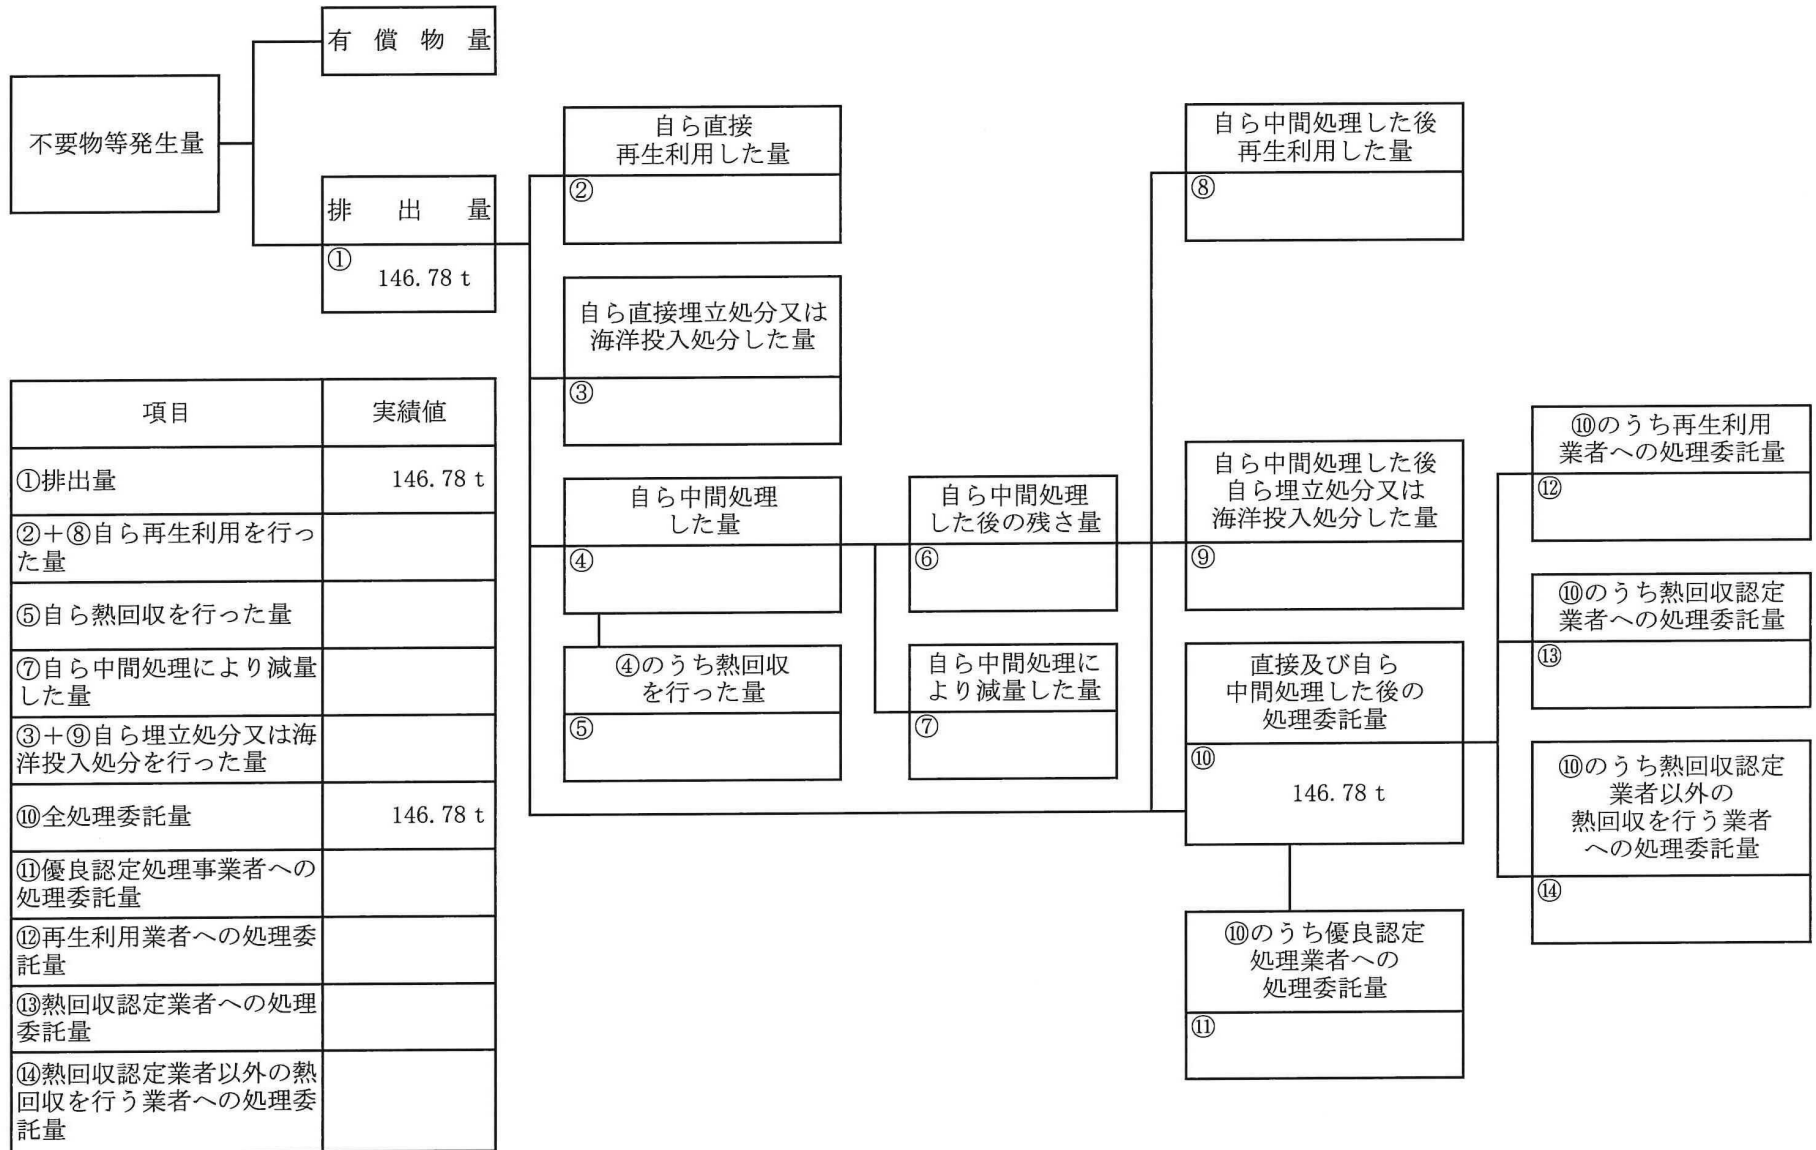 有償物量
不要物等発生量
排出量
①
146.78 t
自ら直接
再生利用した量
②
自ら直接埋立処分又は
海洋投入処分した量
③
自ら中間処理
した量
④
④のうち熱回収
を行った量
⑤
自ら中間処理
した後の残さ量
⑥
自ら中間処理に
より減量した量
⑦
自ら中間処理した後
再生利用した量
⑧
自ら中間処理した後
自ら埋立処分又は
海洋投入処分した量
⑨
直接及び自ら
中間処理した後の
処理委託量
⑩
146.78 t
⑩のうち優良認定
処理業者への
処理委託量
⑪
⑩のうち再生利用
業者への処理委託量
⑫
⑩のうち熱回収認定
業者への処理委託量
⑬
⑩のうち熱回収認定
業者以外の
熱回収を行う業者
への処理委託量
⑭
項目 実績値
①排出量 146.78 t
②+⑧自ら再生利用を行っ
た量
⑤自ら熱回収を行った量
⑦自ら中間処理により減量
した量
③+⑨自ら埋立処分又は海
洋投入処分を行った量
⑩全処理委託量 146.78 t
⑪優良認定処理事業者への
処理委託量
⑫再生利用業者への処理委
託量
⑬熱回収認定業者への処理
委託量
⑭熱回収認定業者以外の熱
回収を行う業者への処理委
託量